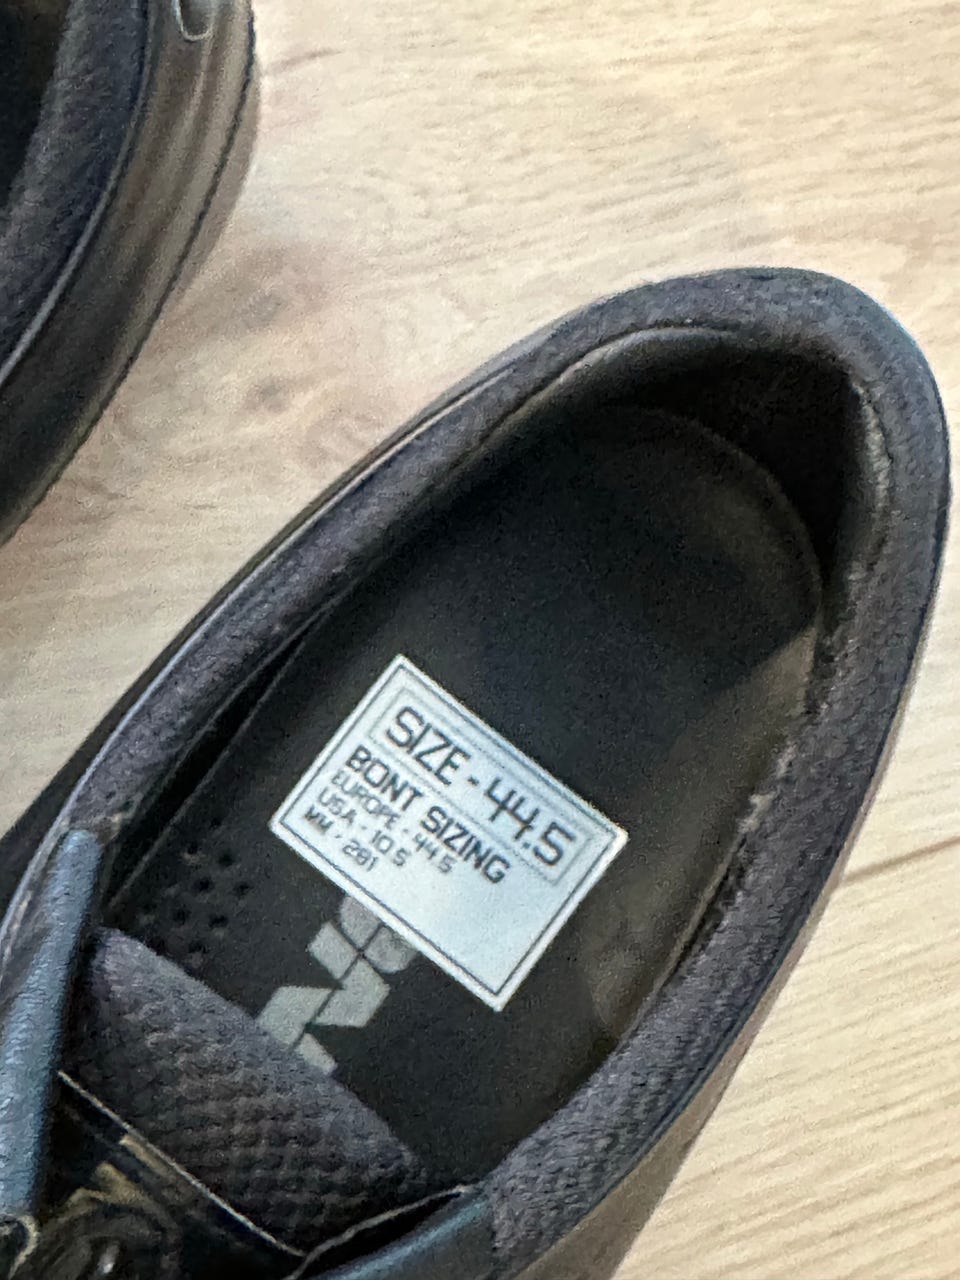 SIZE - 44.5
BONT SIZING
EUROPE - 44.5
USA - 10.5
MM - 281